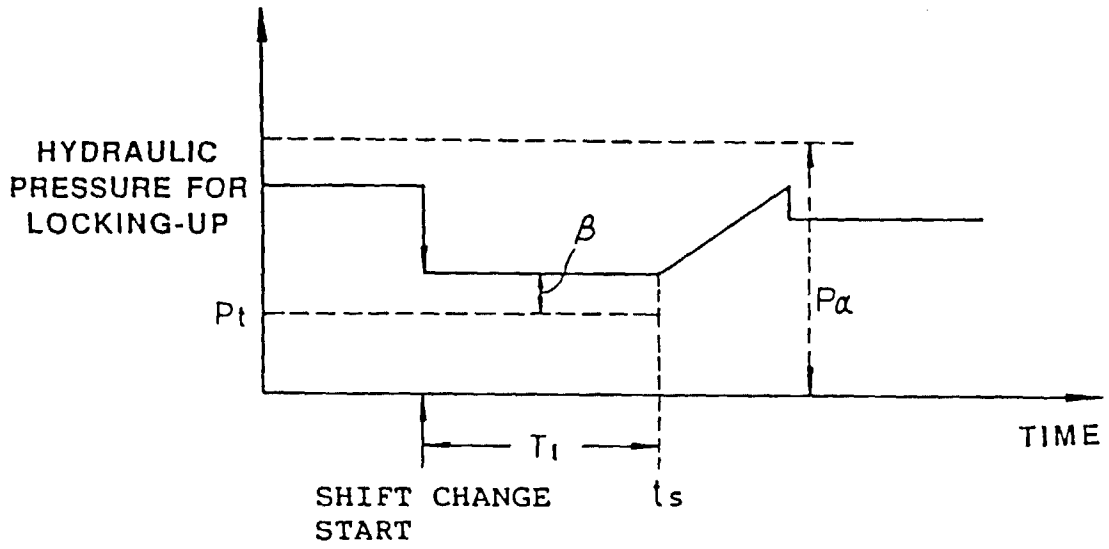 HYDRAULIC
PRESSURE FOR
LOCKING-UP
β
Pt
Pα
T1
TIME
SHIFT CHANGE
START
ts